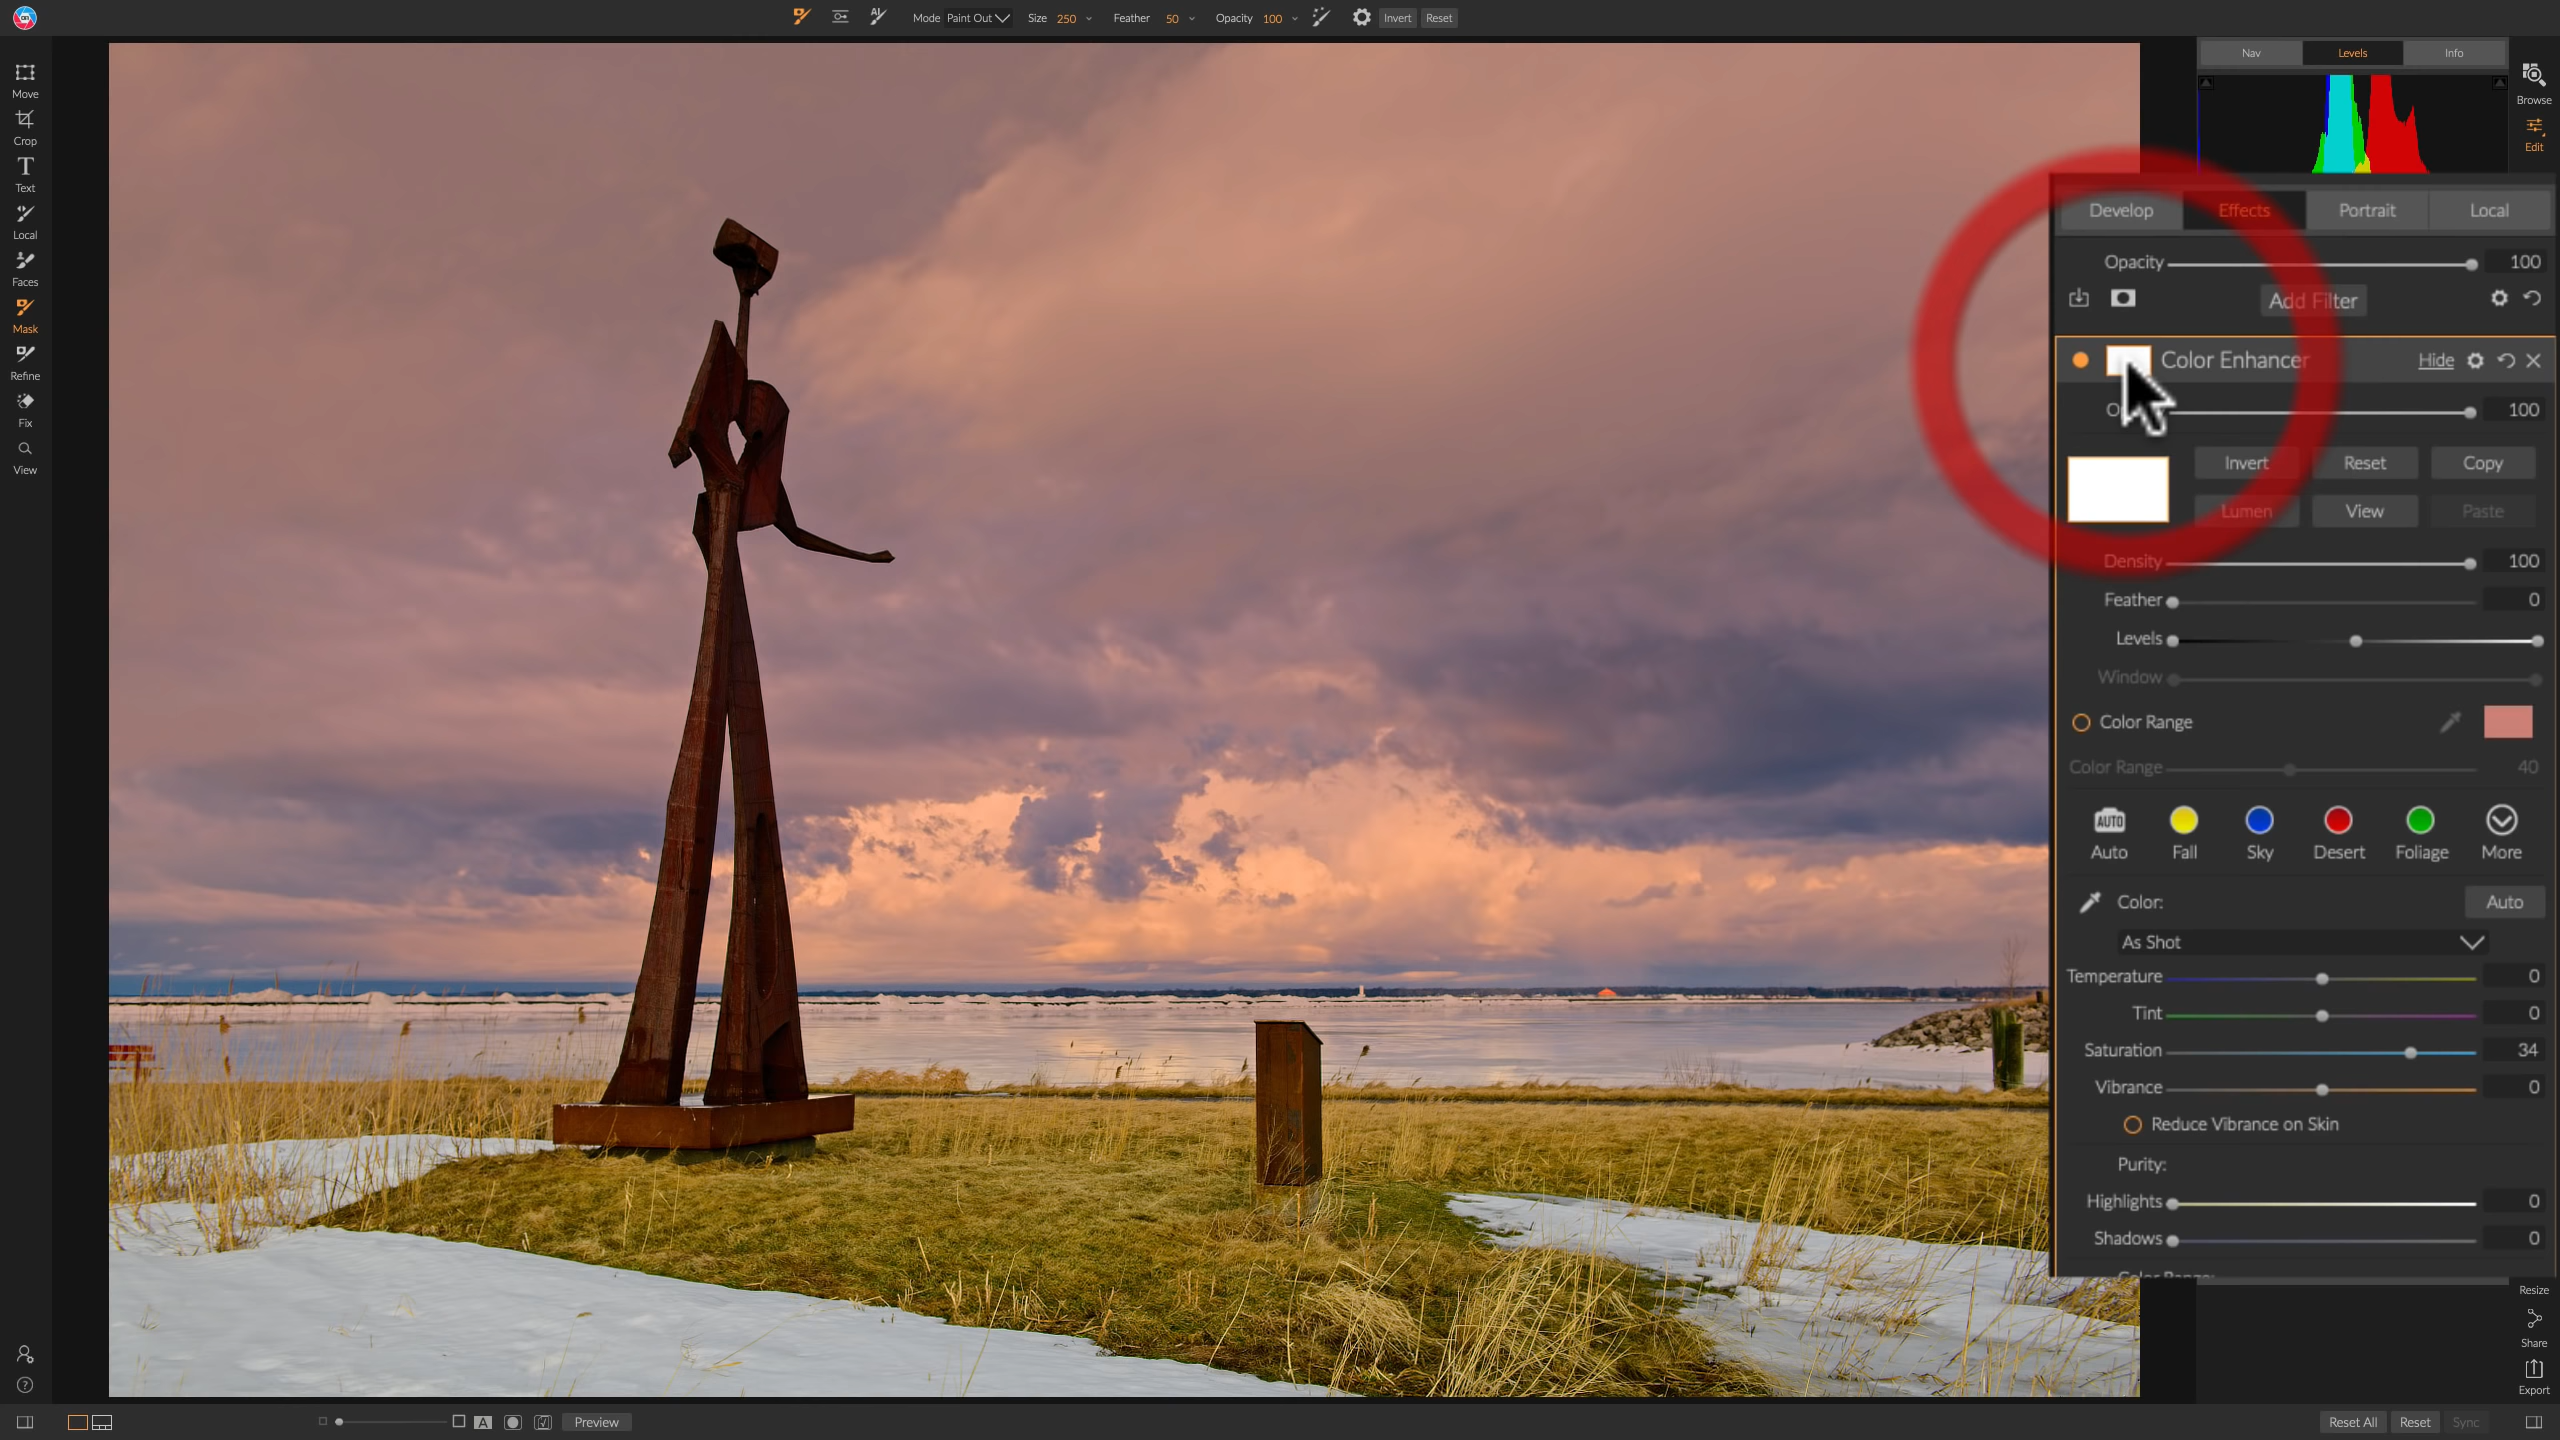 Mode Paint Out Size 250 Feather 50 Opacity 100 Invert Reset
Move
Crop
T
Text
Local
Faces
Mask
Refine
Fix
View
Nav Levels Info
Browse
Edit
Develop Effects Portrait Local
Opacity 100
Add Filter
Color Enhancer Hide
100
Invert Reset Copy
Lumen View Paste
Density 100
Feather 0
Levels
Window
Color Range
Color Range 40
AUTO
Auto Fall Sky Desert Foliage More
Color: Auto
As Shot
Temperature 0
Tint 0
Saturation 34
Vibrance 0
Reduce Vibrance on Skin
Purity:
Highlights 0
Shadows 0
Color Range:
Resize
Share
Export
A Preview
Reset All Reset Sync